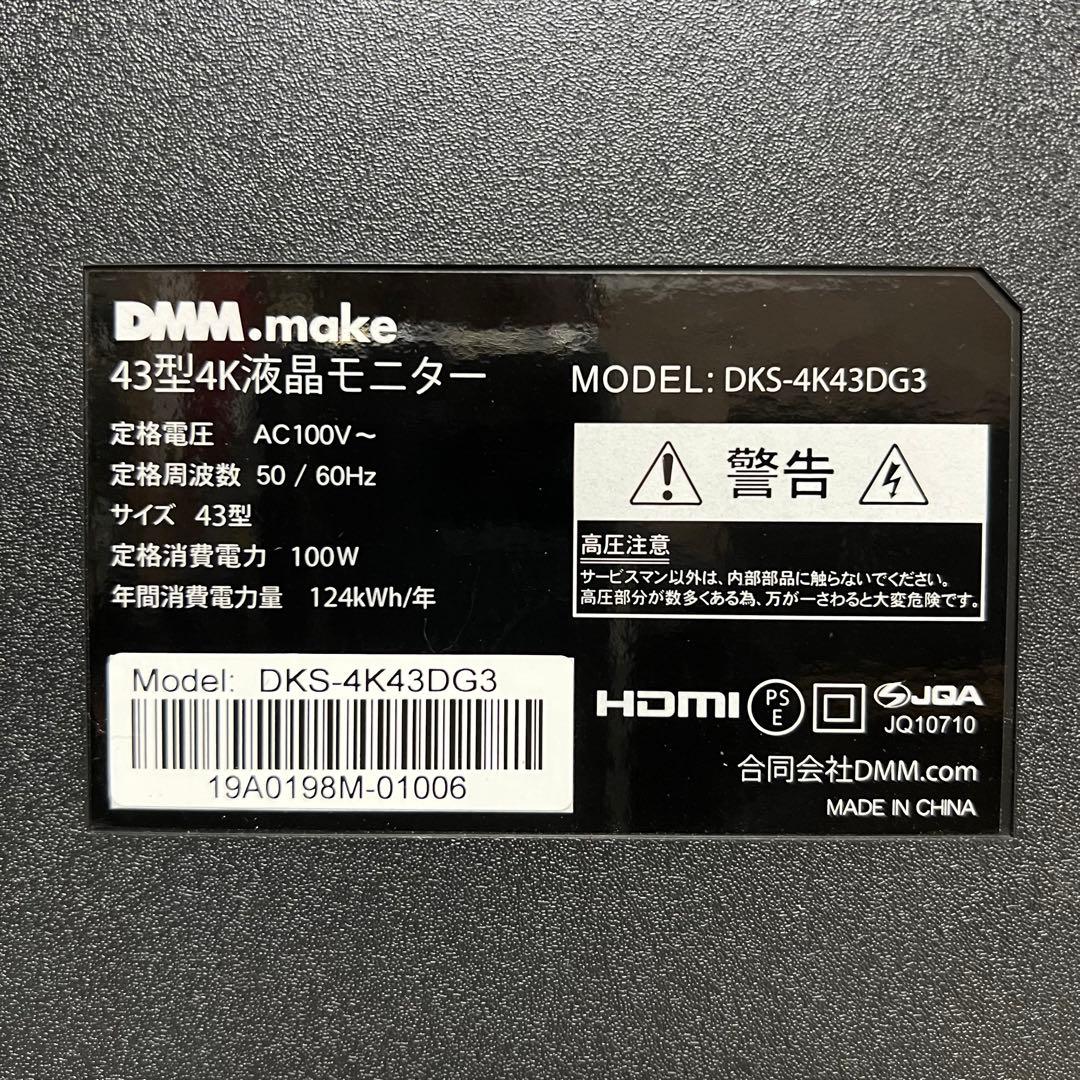 DMM.make
43型4K液晶モニター
MODEL: DKS-4K43DG3
定格電圧 AC100V～
定格周波数 50 / 60Hz
サイズ 43型
定格消費電力 100W
年間消費電力量 124kWh/年
警告
高圧注意
サービスマン以外は、内部部品に触らないでください。
高圧部分が数多くある為、万が一さわると大変危険です。
Model: DKS-4K43DG3
19A0198M-01006
HDMI PSE JQA
JQ10710
合同会社DMM.com
MADE IN CHINA